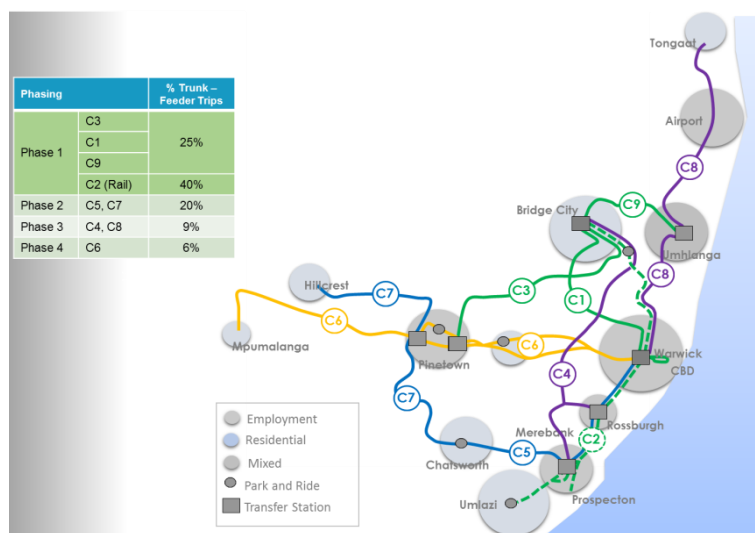 Tongaat
Phasing
% Trunk –
Feeder Trips
Phase 1
C3
C1
C9
25%
C2 (Rail)
40%
Phase 2
C5, C7
20%
Phase 3
C4, C8
9%
Phase 4
C6
6%
Airport
C8
Bridge City
C9
Umhlanga
C8
Hillcrest
C7
C3
C1
C6
Mpumalanga
Pinetown
C6
Warwick
CBD
C4
C7
Rossburgh
Merebank
C2
Chatsworth
C5
Prospecton
Umlazi
Employment
Residential
Mixed
Park and Ride
Transfer Station